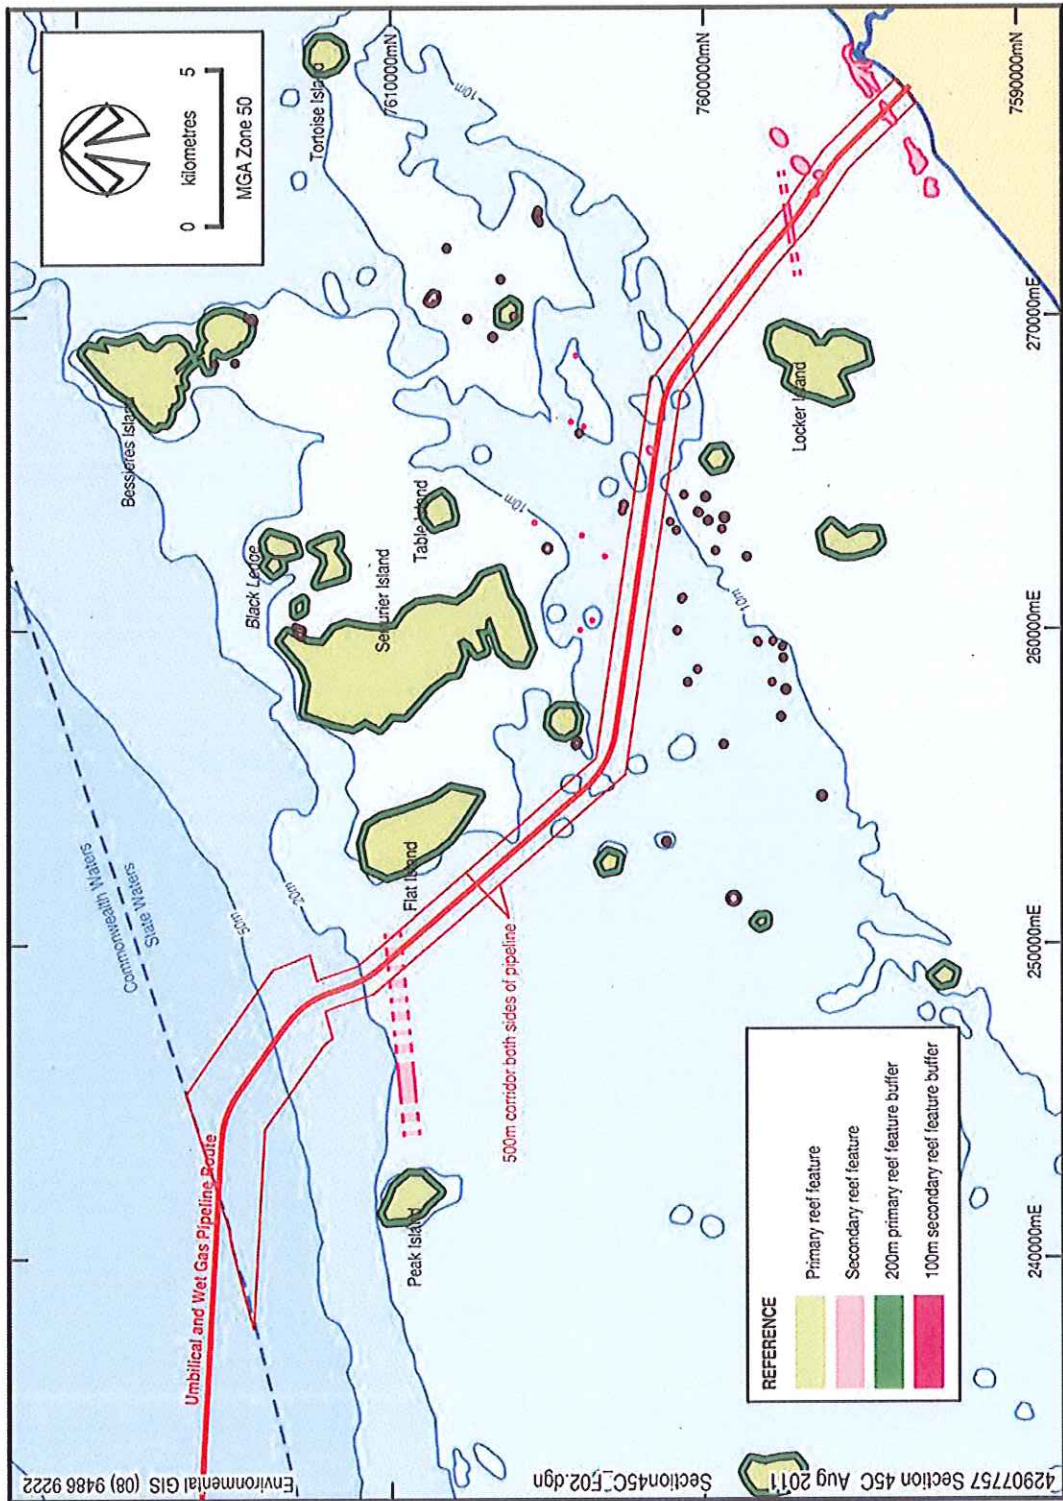 0 5
kilometres
MGA Zone 50
Tortoise Island
7610000mN
7600000mN
7590000mN
10m
Bessieres Island
Black Ledge
Serrurier Island
Table Island
10m
Locker Island
270000mE
260000mE
250000mE
240000mE
10m
Commonwealth Waters
State Waters
50m
20m
Flat Island
500m corridor both sides of pipeline
Peak Island
Umbilical and Wet Gas Pipeline Route
REFERENCE
Primary reef feature
Secondary reef feature
200m primary reef feature buffer
100m secondary reef feature buffer
42907757 Section 45C Aug 2011
Section45C_F02.dgn
Environmental GIS (08) 9486 9222